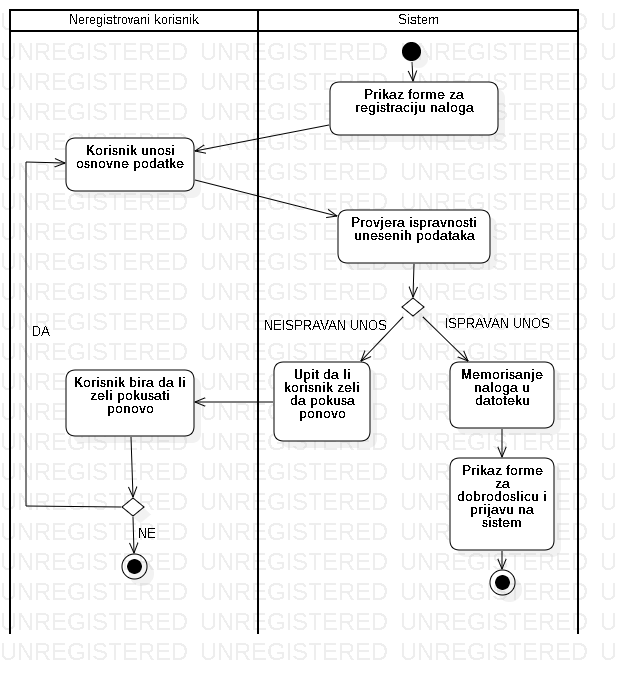 Neregistrovani korisnik
Sistem
Prikaz forme za
registraciju naloga
Korisnik unosi
osnovne podatke
Provjera ispravnosti
unesenih podataka
NEISPRAVAN UNOS
ISPRAVAN UNOS
DA
Korisnik bira da li
zeli pokusati
ponovo
Upit da li
korisnik zeli
da pokusa
ponovo
Memorisanje
naloga u
datoteku
Prikaz forme
za
dobrodoslicu i
prijavu na
sistem
NE
UNREGISTERED